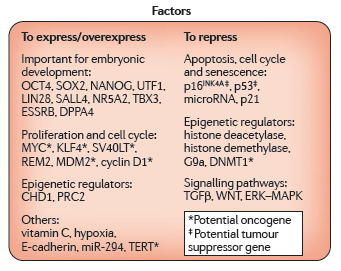 Factors
To express/overexpress
Important for embryonic
development:
OCT4, SOX2, NANOG, UTF1,
LIN28, SALL4, NR5A2, TBX3,
ESSRB, DPPA4
Proliferation and cell cycle:
MYC*, KLF4*, SV40LT*,
REM2, MDM2*, cyclin D1*
Epigenetic regulators:
CHD1, PRC2
Others:
vitamin C, hypoxia,
E-cadherin, miR-294, TERT*
To repress
Apoptosis, cell cycle
and senescence:
p16INK4A‡, p53‡,
microRNA, p21
Epigenetic regulators:
histone deacetylase,
histone demethylase,
G9a, DNMT1*
Signalling pathways:
TGFβ, WNT, ERK–MAPK
*Potential oncogene
‡Potential tumour
suppressor gene